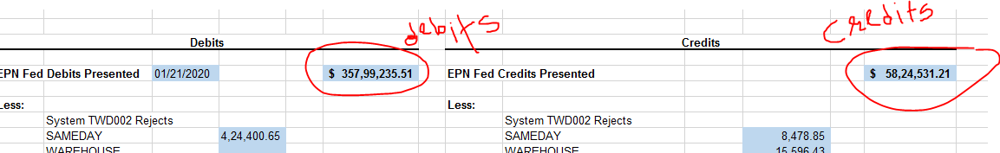 debits
Credits
Debits Credits
EPN Fed Debits Presented 01/21/2020 $ 357,99,235.51 EPN Fed Credits Presented $ 58,24,531.21
Less: Less:
System TWD002 Rejects System TWD002 Rejects
SAMEDAY 4,24,400.65 SAMEDAY 8,478.85
WAREHOUSE WAREHOUSE 15,596.43